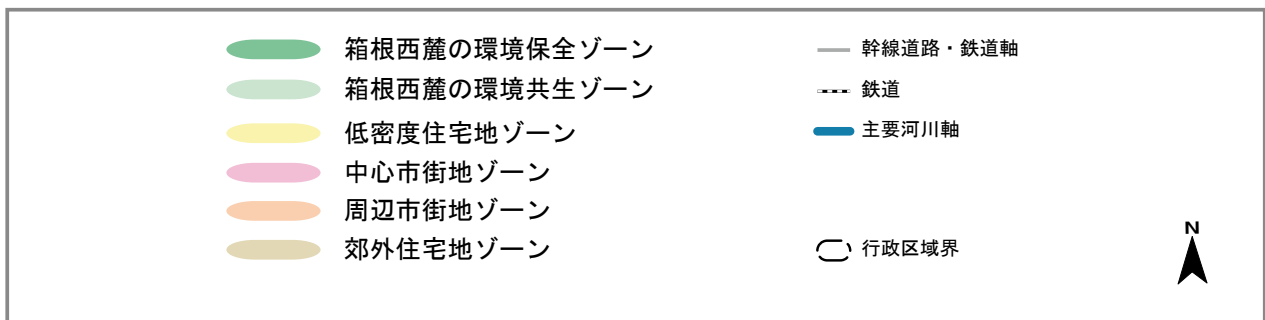 箱根西麓の環境保全ゾーン
箱根西麓の環境共生ゾーン
低密度住宅地ゾーン
中心市街地ゾーン
周辺市街地ゾーン
郊外住宅地ゾーン
幹線道路・鉄道軸
鉄道
主要河川軸
行政区域界
N